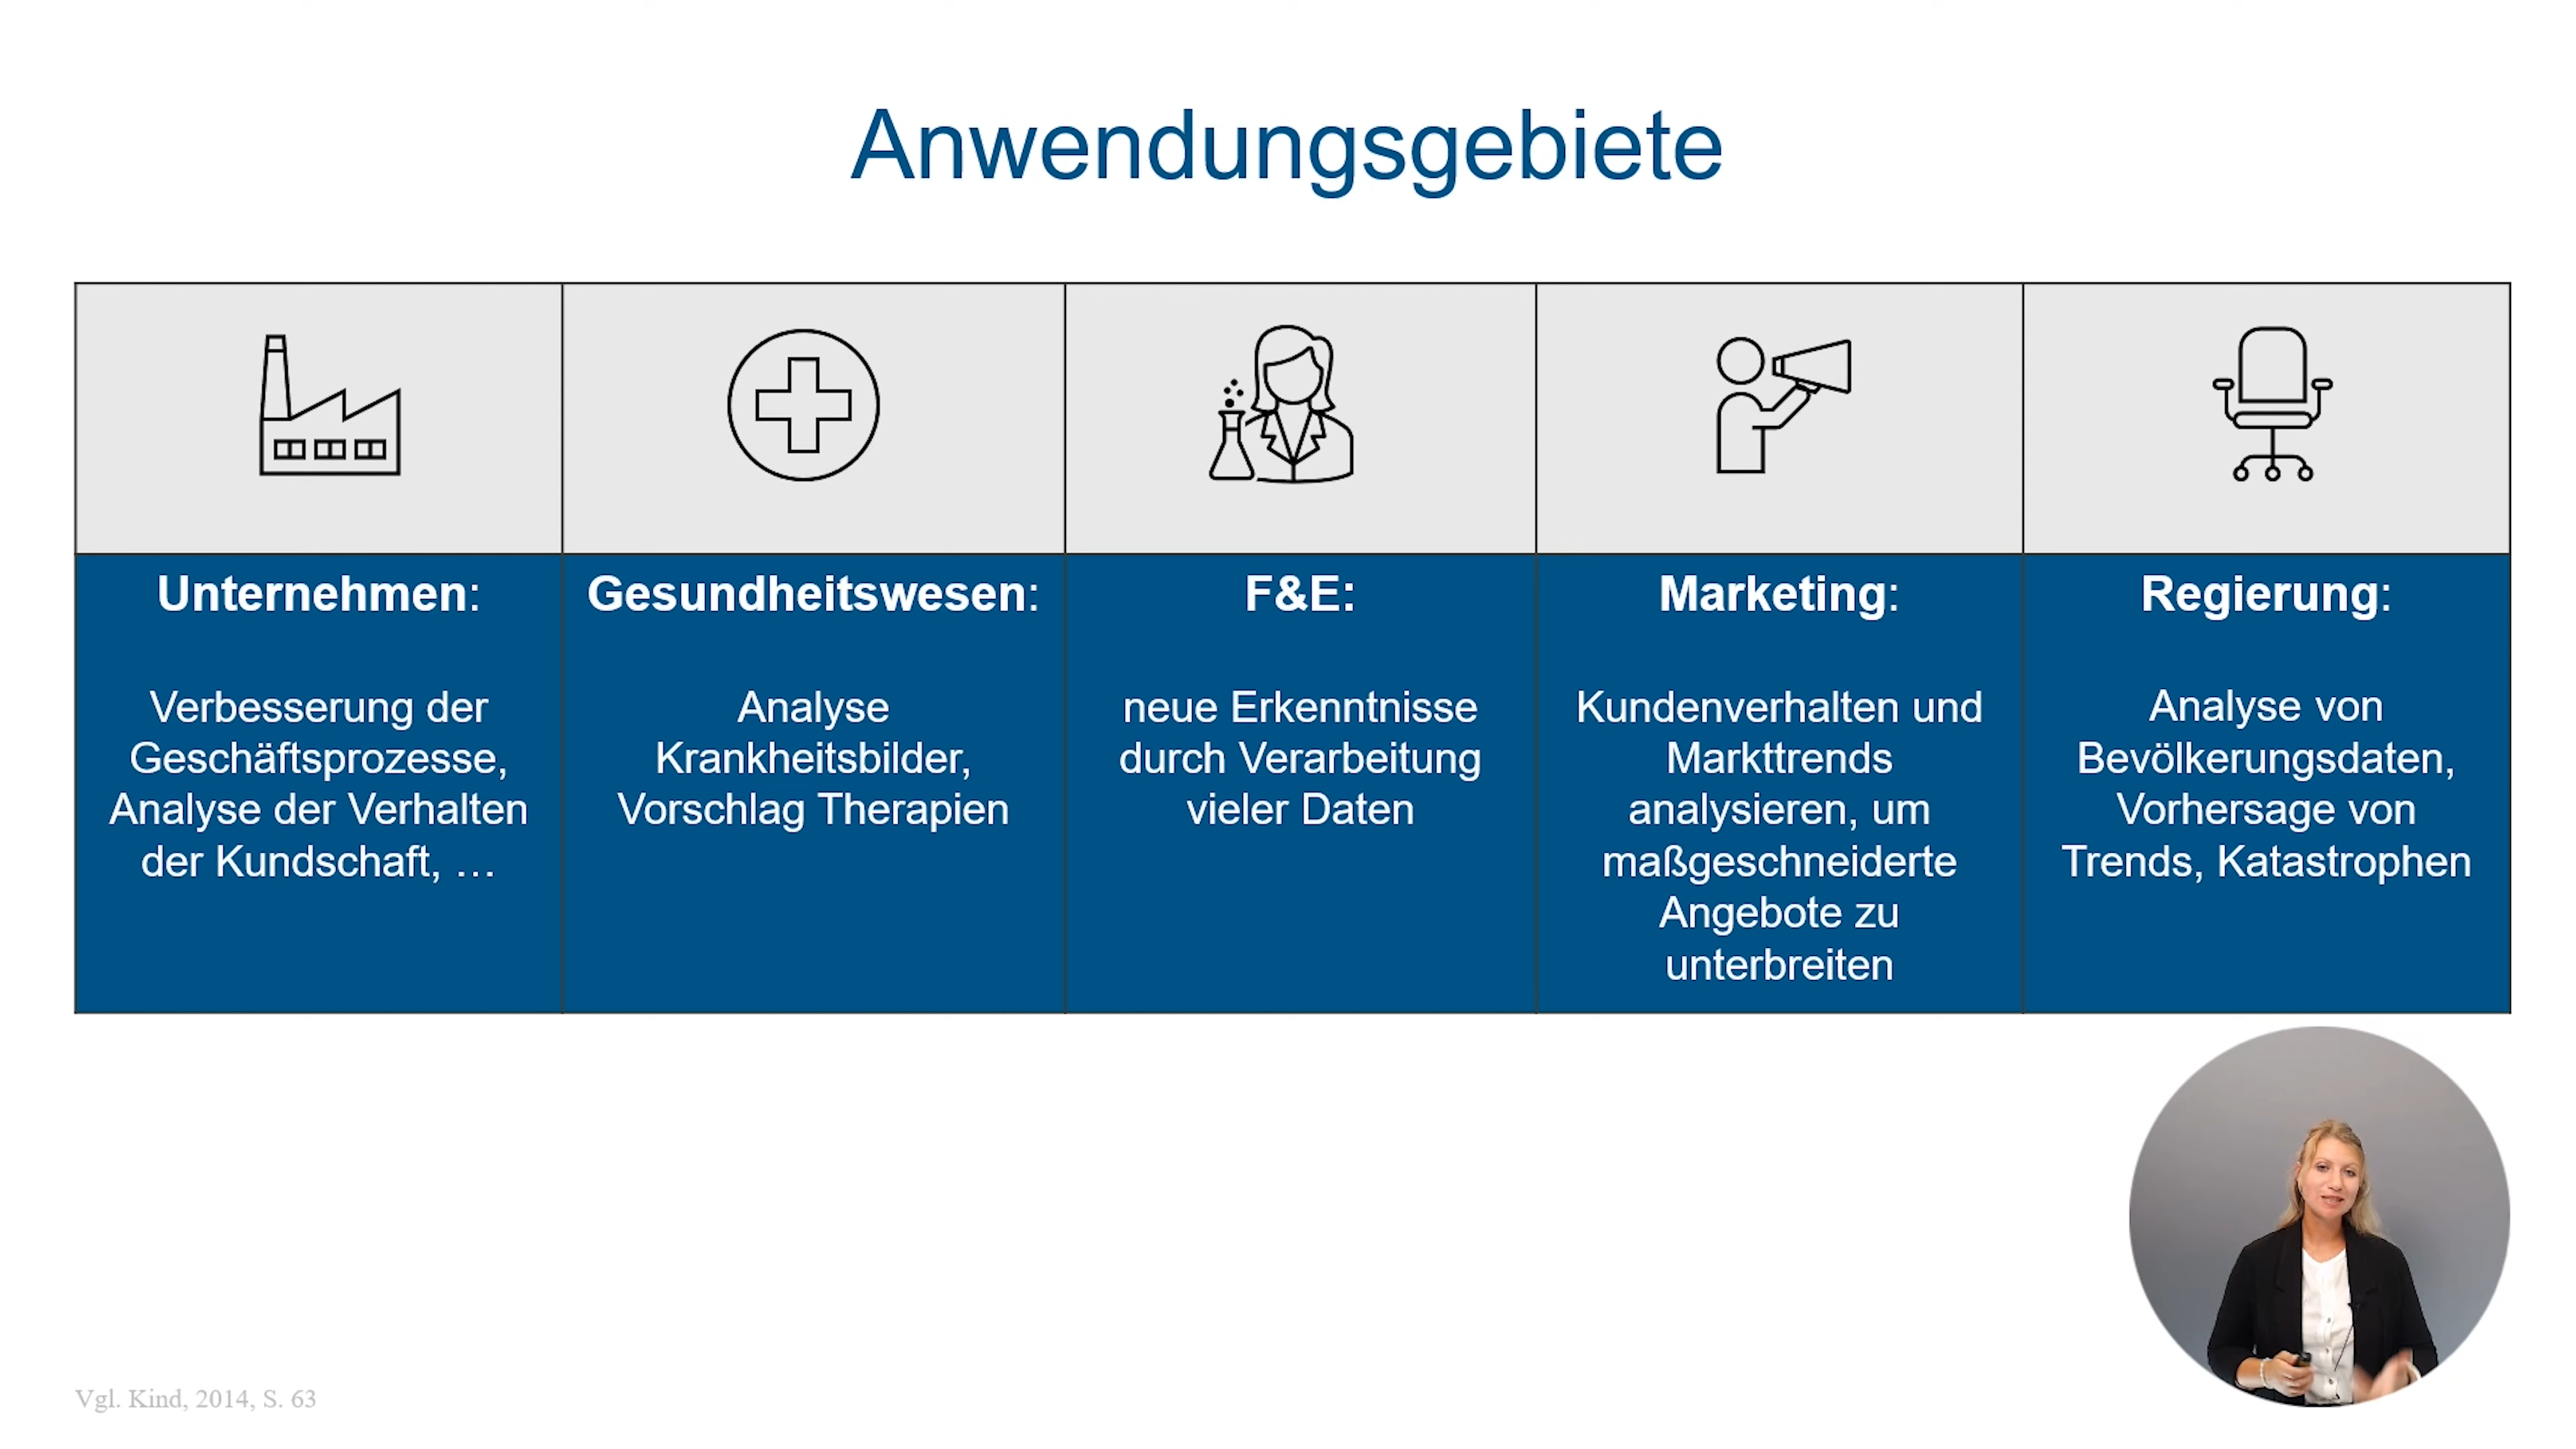 Anwendungsgebiete
Unternehmen:
Verbesserung der
Geschäftsprozesse,
Analyse der Verhalten
der Kundschaft, …
Gesundheitswesen:
Analyse
Krankheitsbilder,
Vorschlag Therapien
F&E:
neue Erkenntnisse
durch Verarbeitung
vieler Daten
Marketing:
Kundenverhalten und
Markttrends
analysieren, um
maßgeschneiderte
Angebote zu
unterbreiten
Regierung:
Analyse von
Bevölkerungsdaten,
Vorhersage von
Trends, Katastrophen
Vgl. Kind, 2014, S. 63